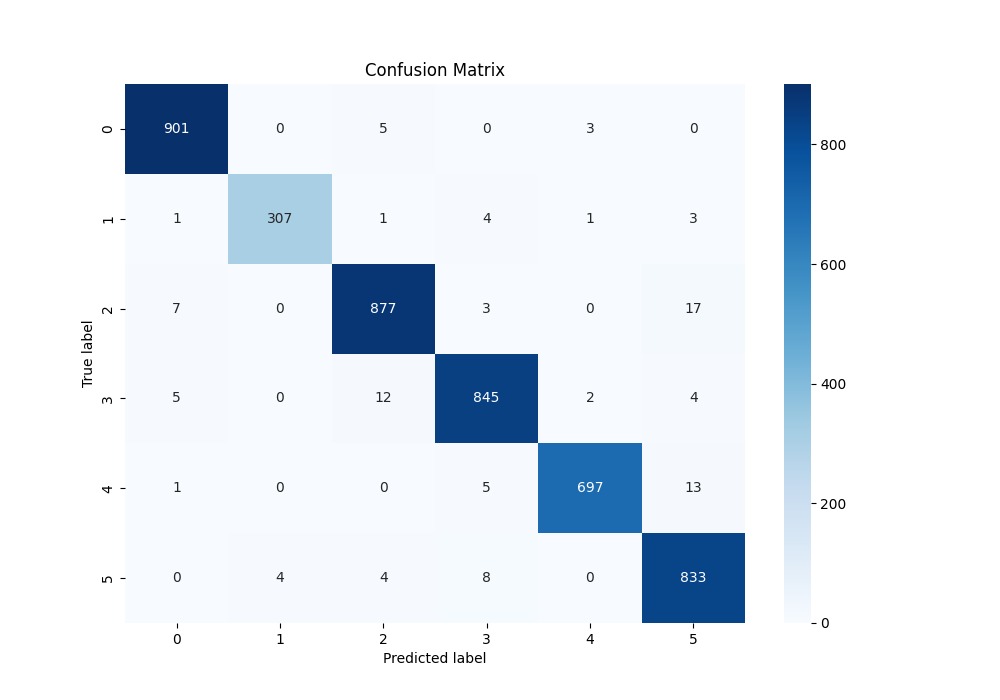 Confusion Matrix
0 901 0 5 0 3 0
1 1 307 1 4 1 3
2 7 0 877 3 0 17
3 5 0 12 845 2 4
4 1 0 0 5 697 13
5 0 4 4 8 0 833
0 1 2 3 4 5
Predicted label
True label
800
600
400
200
0